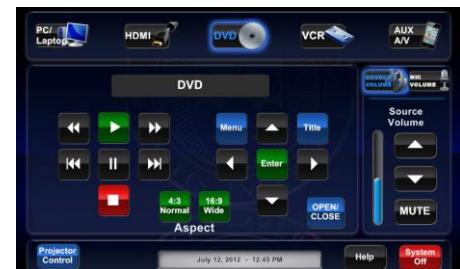 PC/
Laptop
HDMI
DVD
VCR
AUX
A/V
DVD
SOURCE
VOLUME
MIC
VOLUME
Source
Volume
Menu
Title
Enter
4:3
Normal
16:9
Wide
Aspect
OPEN/
CLOSE
MUTE
Projector
Control
July 12, 2012 - 12:45 PM
Help
System
Off